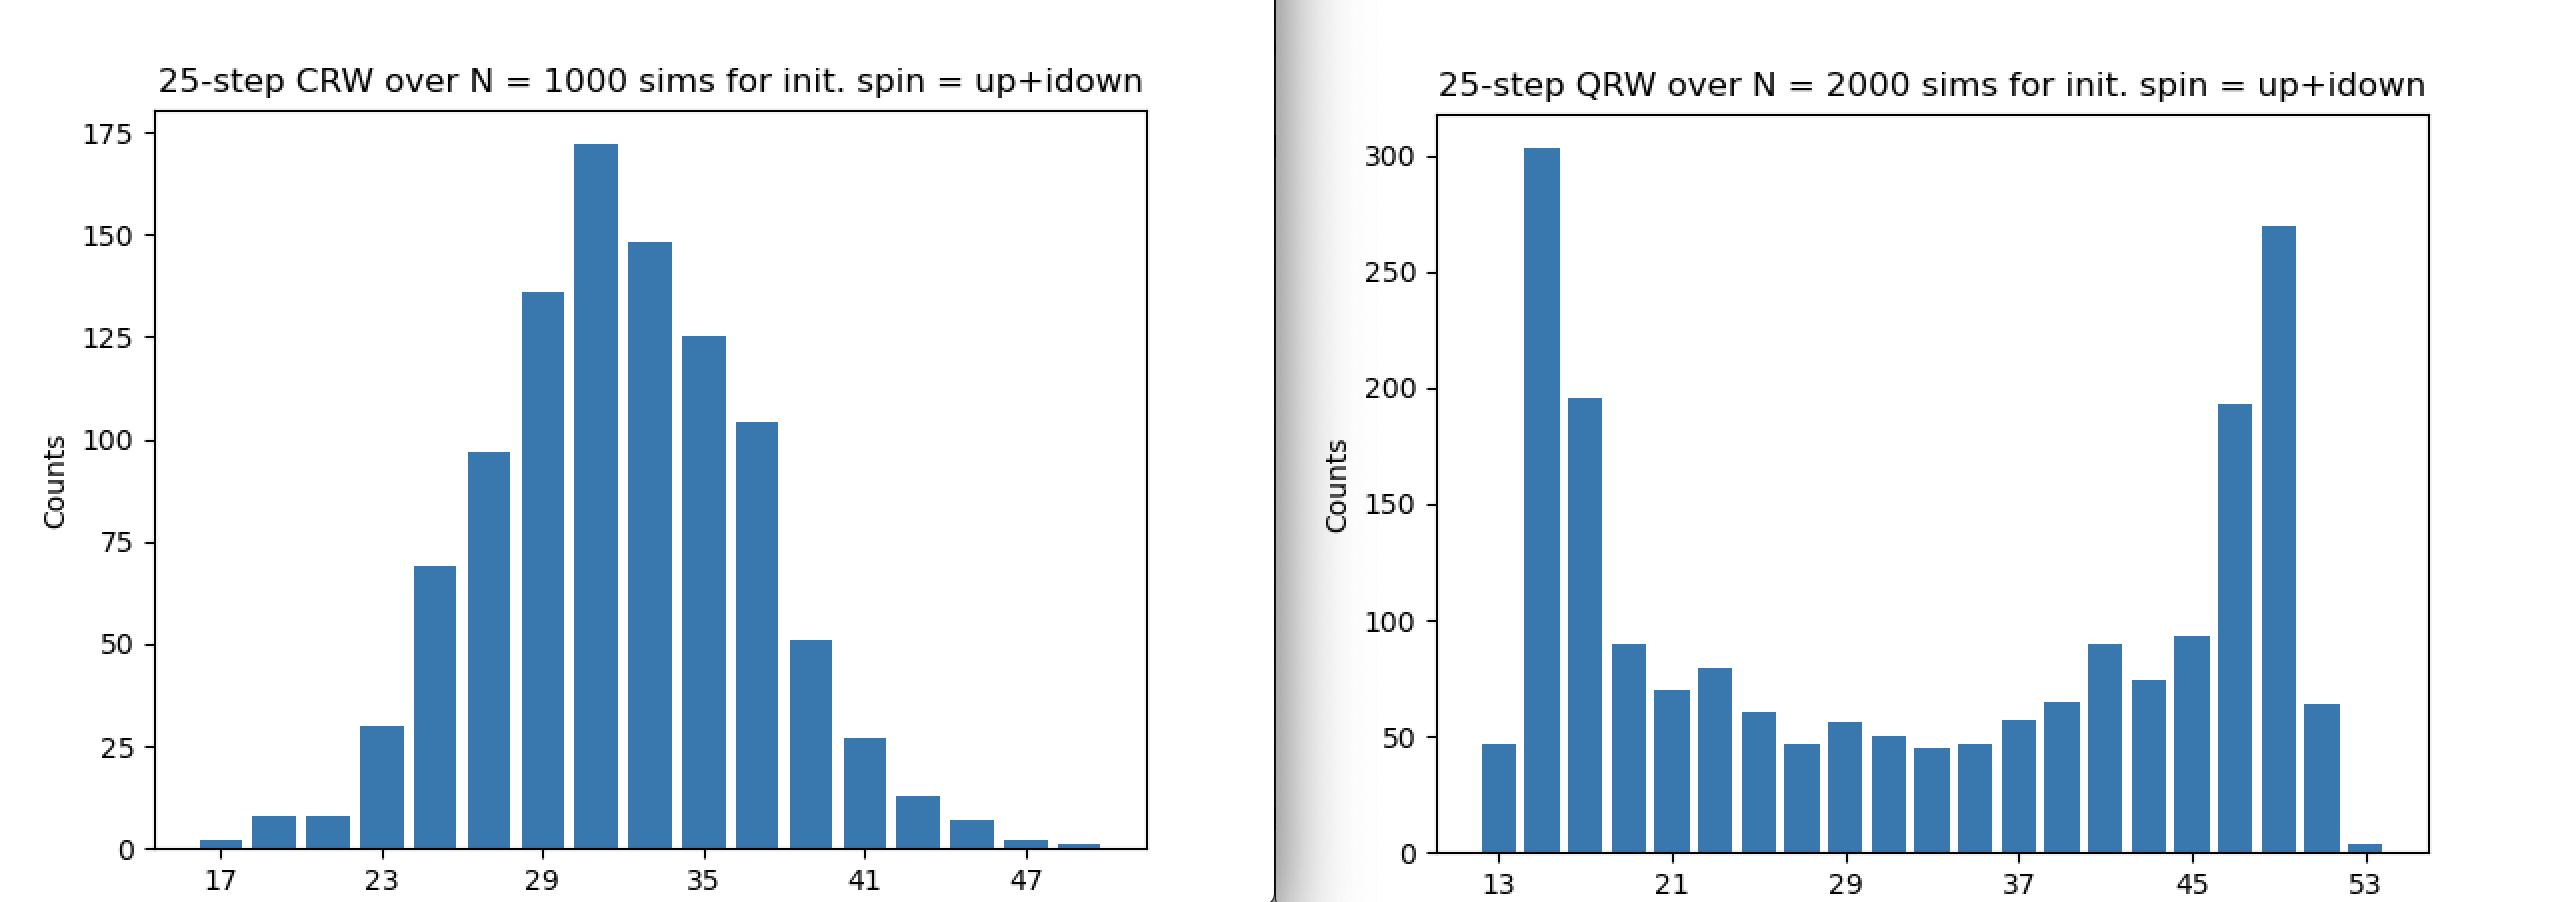 25-step CRW over N = 1000 sims for init. spin = up+idown
175
150
125
100
75
50
25
0
Counts
17 23 29 35 41 47
25-step QRW over N = 2000 sims for init. spin = up+idown
300
250
200
150
100
50
0
Counts
13 21 29 37 45 53